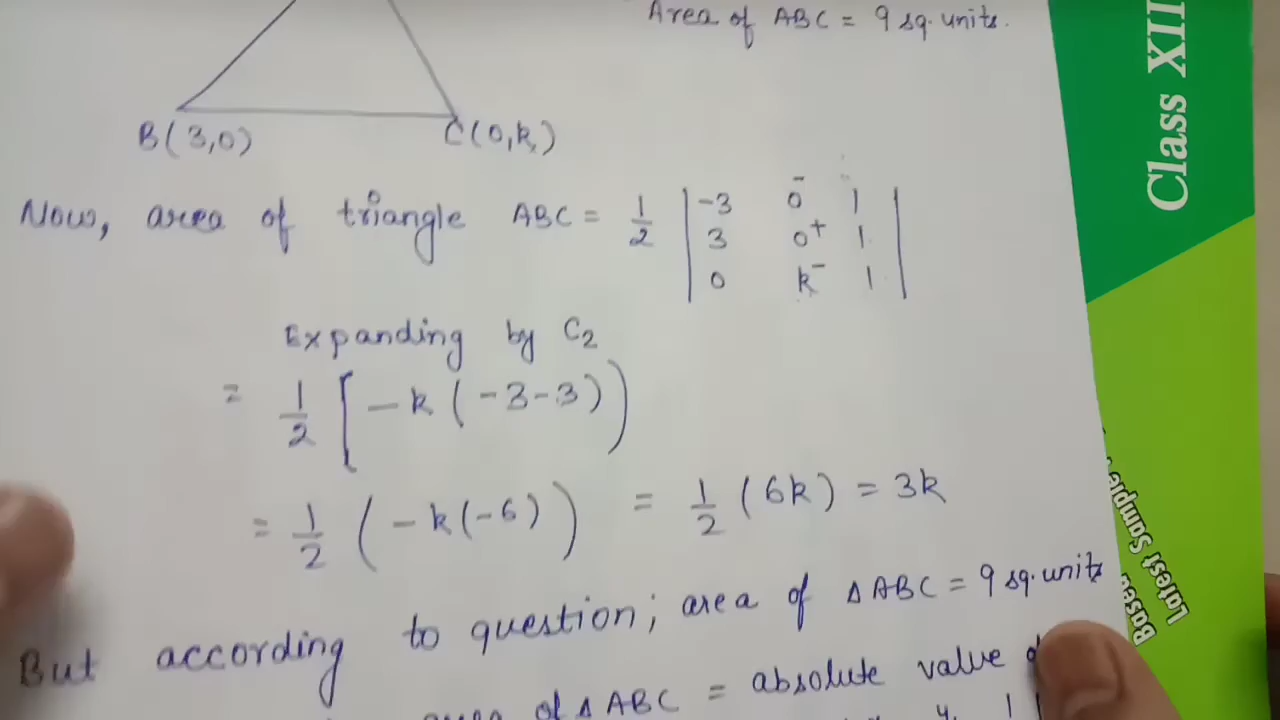 Area of ABC = 9 sq. units.
B(3,0)
C(0,k)
Now, area of triangle ABC = 1/2 | -3 0⁻ 1 |
| 3 0⁺ 1 |
| 0 k⁻ 1 |
Expanding by C₂
= 1/2 [ -k (-3-3) )
= 1/2 ( -k(-6) ) = 1/2 (6k) = 3k
But according to question; area of ΔABC = 9 sq. units
area of ΔABC = absolute value
Class XII
Latest Sample